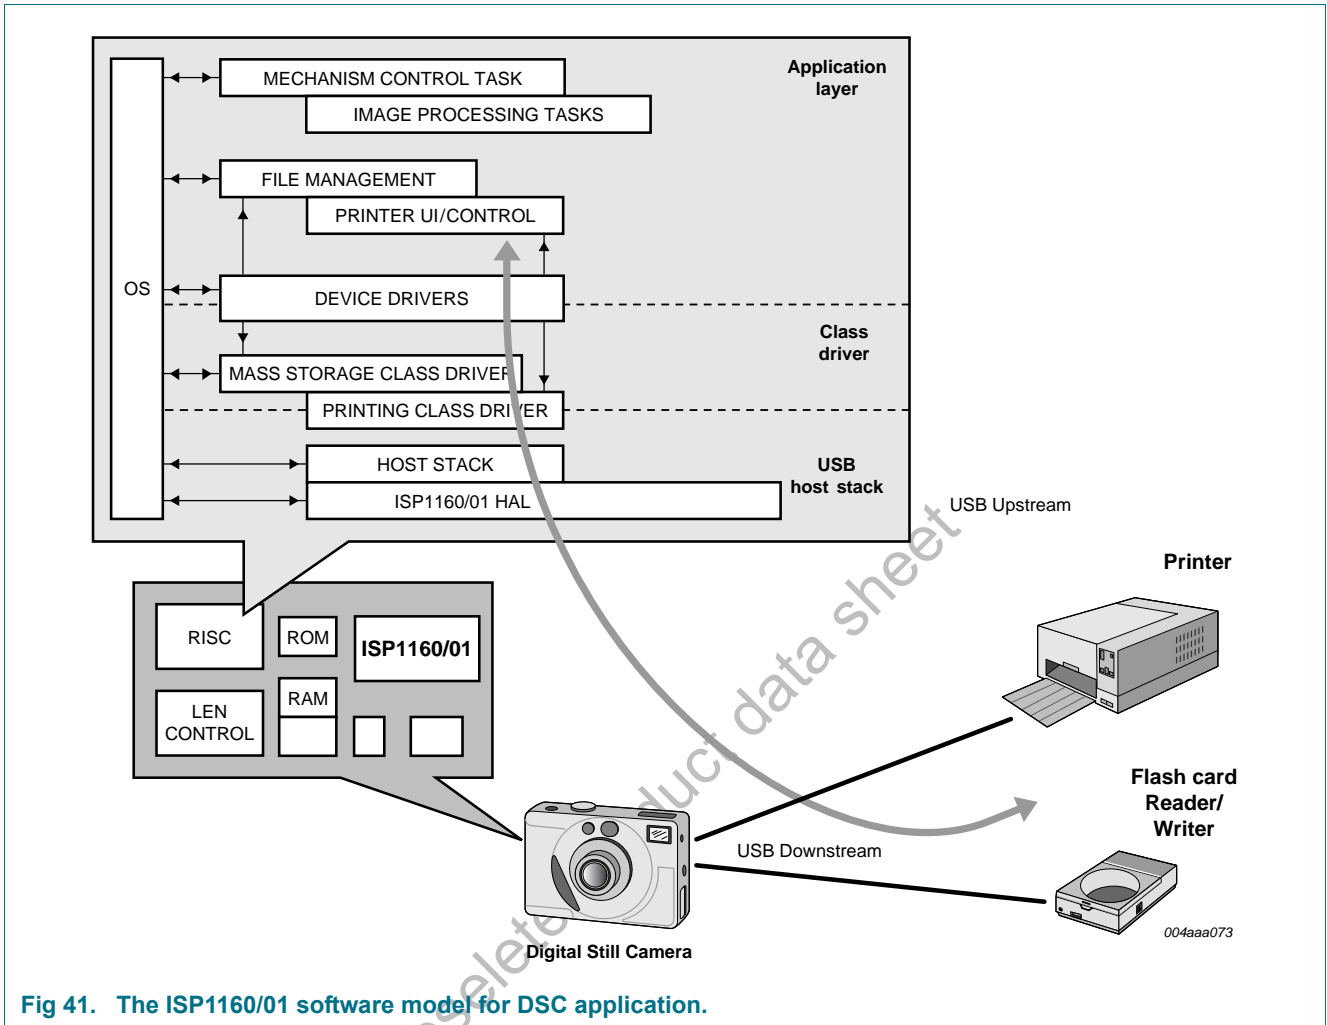 Application
layer
MECHANISM CONTROL TASK
IMAGE PROCESSING TASKS
FILE MANAGEMENT
PRINTER UI/CONTROL
OS
DEVICE DRIVERS
Class
driver
MASS STORAGE CLASS DRIVER
PRINTING CLASS DRIVER
HOST STACK
USB
host stack
ISP1160/01 HAL
USB Upstream
Printer
RISC
ROM
ISP1160/01
RAM
LEN
CONTROL
Flash card
Reader/
Writer
USB Downstream
004aaa073
Digital Still Camera
data sheet
Fig 41. The ISP1160/01 software model for DSC application.